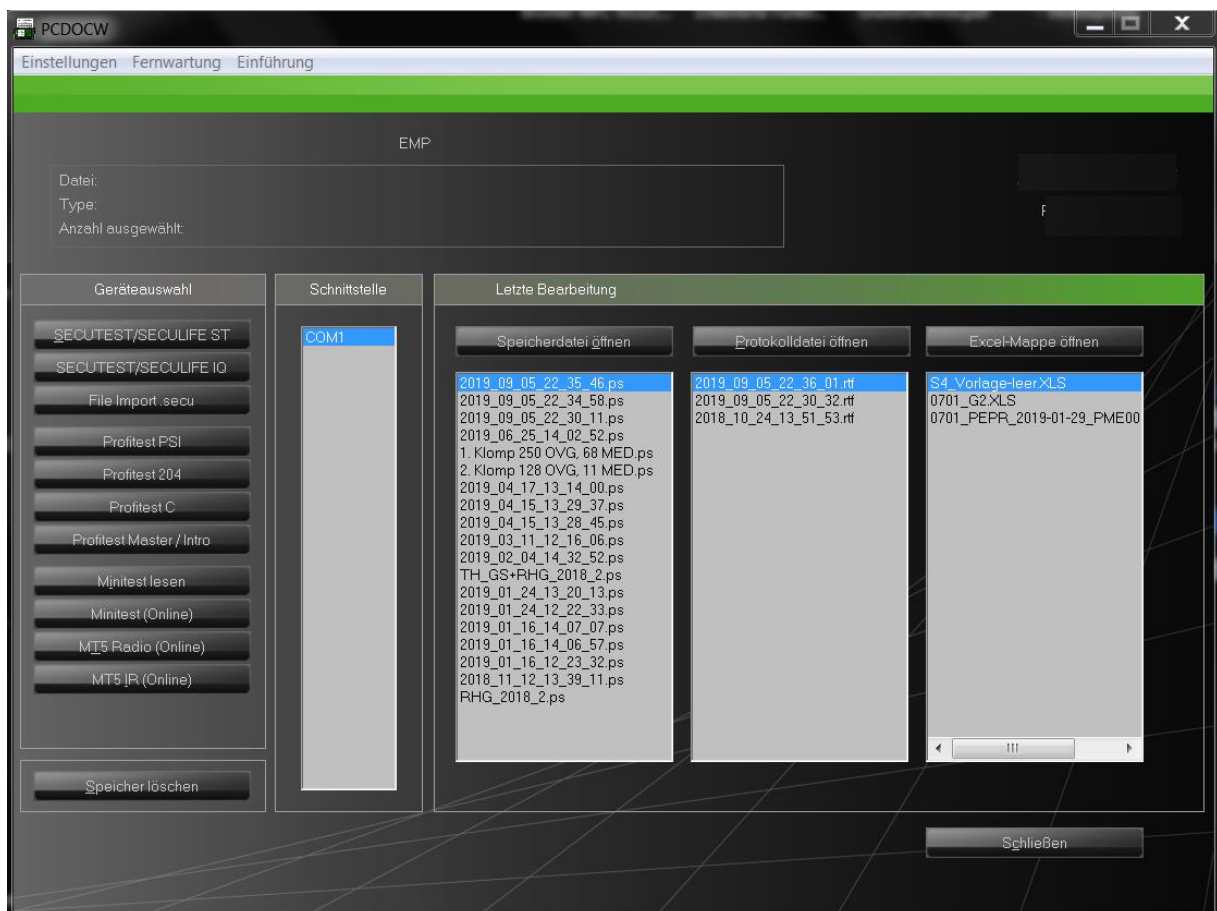 PCDOCW
Einstellungen Fernwartung Einführung
EMP
Datei:
Type:
Anzahl ausgewählt:
Geräteauswahl
SECUTEST/SECULIFE ST
SECUTEST/SECULIFE IQ
File Import .secu
Profitest PSI
Profitest 204
Profitest C
Profitest Master / Intro
Minitest lesen
Minitest (Online)
MT5 Radio (Online)
MT5 IR (Online)
Speicher löschen
Schnittstelle
COM1
Letzte Bearbeitung
Speicherdatei öffnen
2019_09_05_22_35_46.ps
2019_09_05_22_34_58.ps
2019_09_05_22_30_11.ps
2019_06_25_14_02_52.ps
1. Klomp 250 OVG, 68 MED.ps
2. Klomp 128 OVG, 11 MED.ps
2019_04_17_13_14_00.ps
2019_04_15_13_29_37.ps
2019_04_15_13_28_45.ps
2019_03_11_12_16_06.ps
2019_02_04_14_32_52.ps
TH_GS+RHG_2018_2.ps
2019_01_24_13_20_13.ps
2019_01_24_12_22_33.ps
2019_01_16_14_07_07.ps
2019_01_16_14_06_57.ps
2019_01_16_12_23_32.ps
2018_11_12_13_39_11.ps
RHG_2018_2.ps
Protokolldatei öffnen
2019_09_05_22_36_01.rtf
2019_09_05_22_30_32.rtf
2018_10_24_13_51_53.rtf
Excel-Mappe öffnen
S4_Vorlage-leer.XLS
0701_G2.XLS
0701_PEPR_2019-01-29_PME00
Schließen